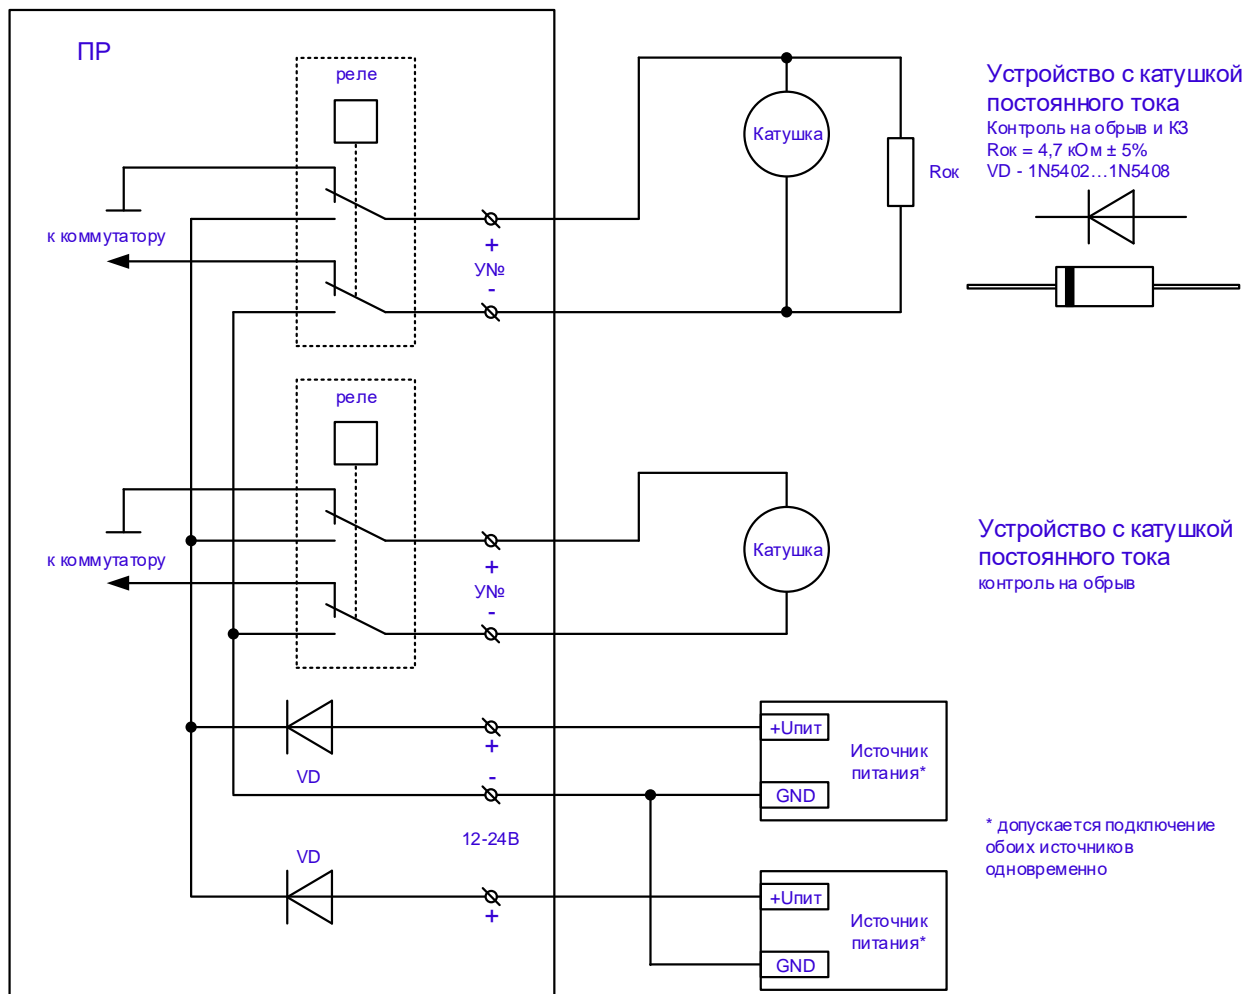 ПР
реле
к коммутатору
+
У№
-
Катушка
Rок
Устройство с катушкой
постоянного тока
Контроль на обрыв и КЗ
Rок = 4,7 кОм ± 5%
VD - 1N5402...1N5408
реле
к коммутатору
+
У№
-
Катушка
Устройство с катушкой
постоянного тока
контроль на обрыв
VD
+
-
12-24В
+Uпит
GND
Источник
питания*
* допускается подключение
обоих источников
одновременно
VD
+
+Uпит
GND
Источник
питания*